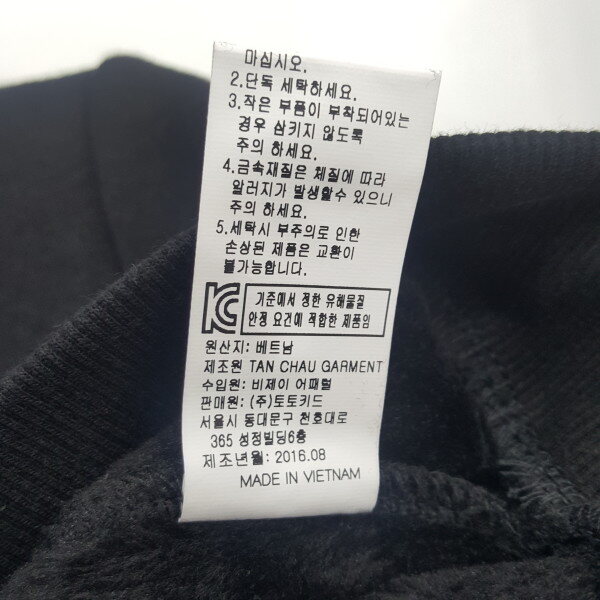 마십시오.
2.단독 세탁하세요.
3.작은 부품이 부착되어있는
경우 삼키지 않도록
주의 하세요.
4.금속재질은 체질에 따라
알러지가 발생할수 있으니
주의 하세요.
5.세탁시 부주의로 인한
손상된 제품은 교환이
불가능합니다.
KC
기준에서 정한 유해물질
안정 요건에 적합한 제품임
원산지: 베트남
제조원 TAN CHAU GARMENT
수입원: 비제이 어패럴
판매원: (주)토토키드
서울시 동대문구 천호대로
365 성정빌딩6층
제조년월: 2016.08
MADE IN VIETNAM